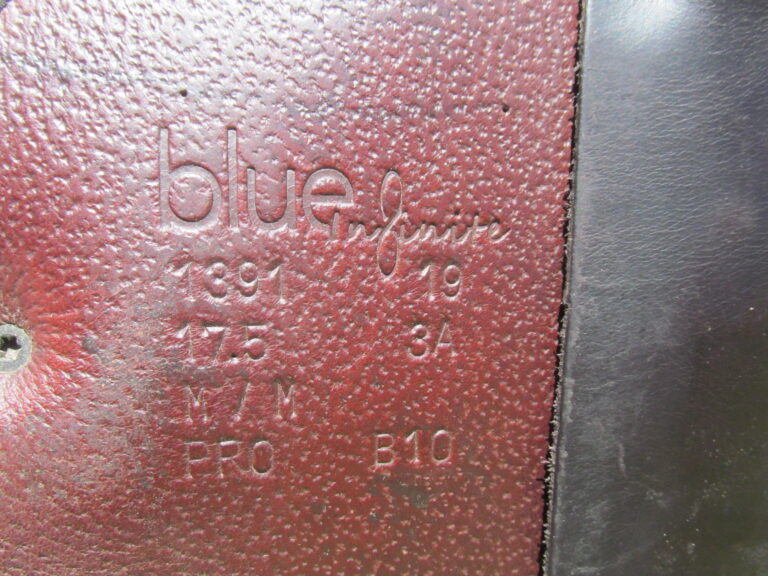 blue Infinite
1391 19
17.5 3A
M / M
PRO B10